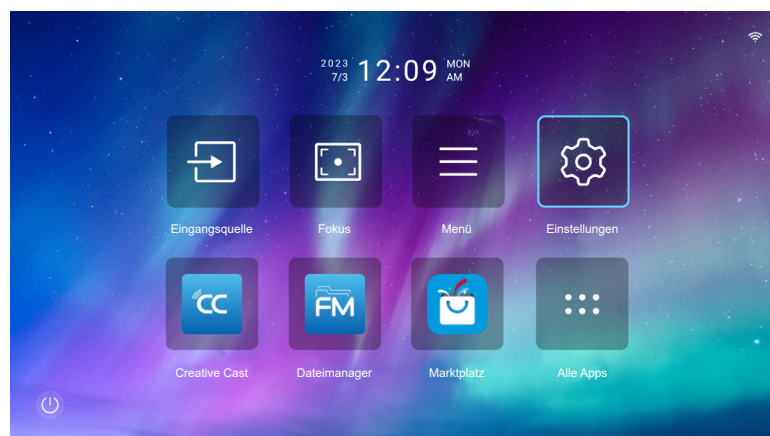 2023
7/3
12:09
MON
AM
Eingangsquelle
Fokus
Menü
Einstellungen
CC
FM
Creative Cast
Dateimanager
Marktplatz
Alle Apps